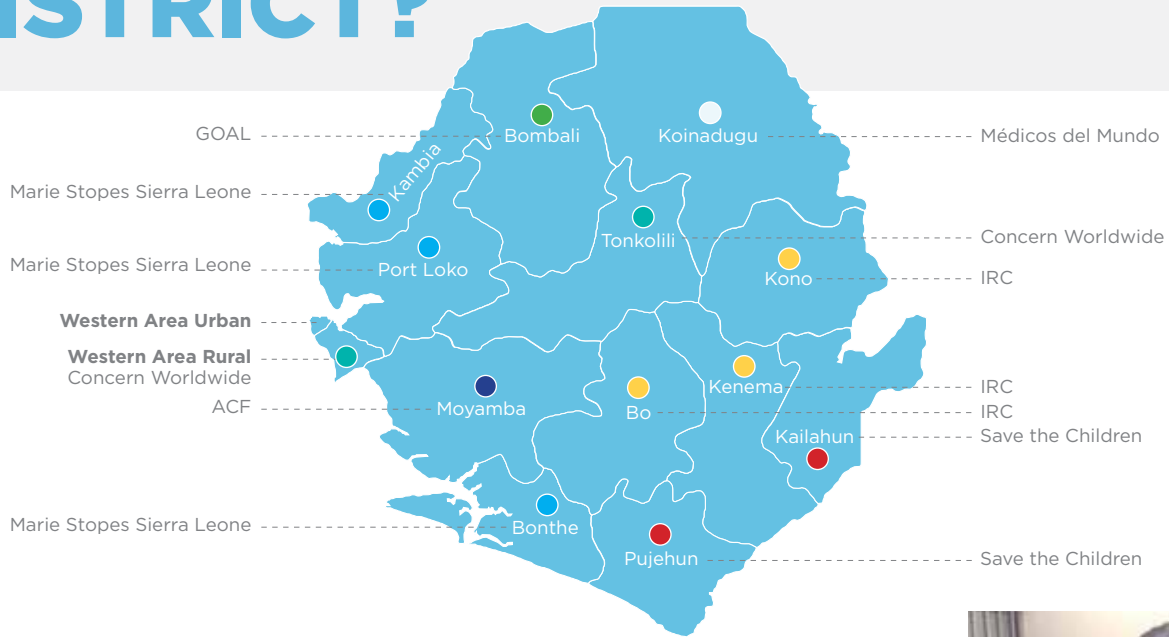 ISTRICT?
GOAL
Bombali
Koinadugu
Médicos del Mundo
Marie Stopes Sierra Leone
Kambia
Tonkolili
Concern Worldwide
Marie Stopes Sierra Leone
Port Loko
Kono
IRC
Western Area Urban
Western Area Rural
Concern Worldwide
ACF
Moyamba
Bo
Kenema
IRC
IRC
Kailahun
Save the Children
Marie Stopes Sierra Leone
Bonthe
Pujehun
Save the Children